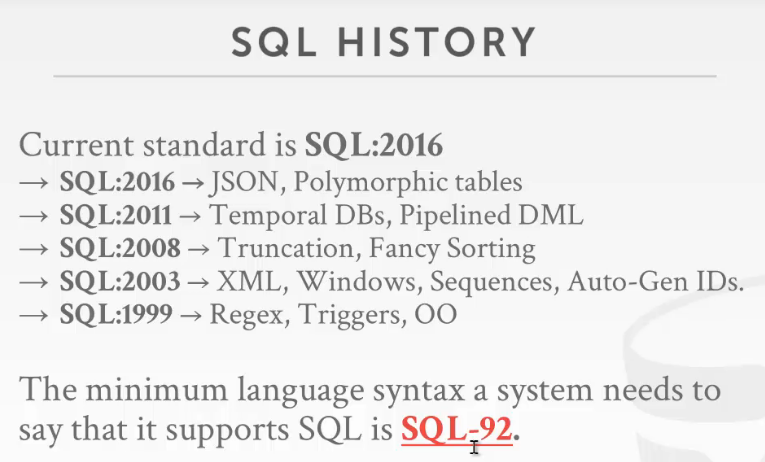 SQL HISTORY
Current standard is SQL:2016
→ SQL:2016 → JSON, Polymorphic tables
→ SQL:2011 → Temporal DBs, Pipelined DML
→ SQL:2008 → Truncation, Fancy Sorting
→ SQL:2003 → XML, Windows, Sequences, Auto-Gen IDs.
→ SQL:1999 → Regex, Triggers, OO
The minimum language syntax a system needs to
say that it supports SQL is SQL-92.